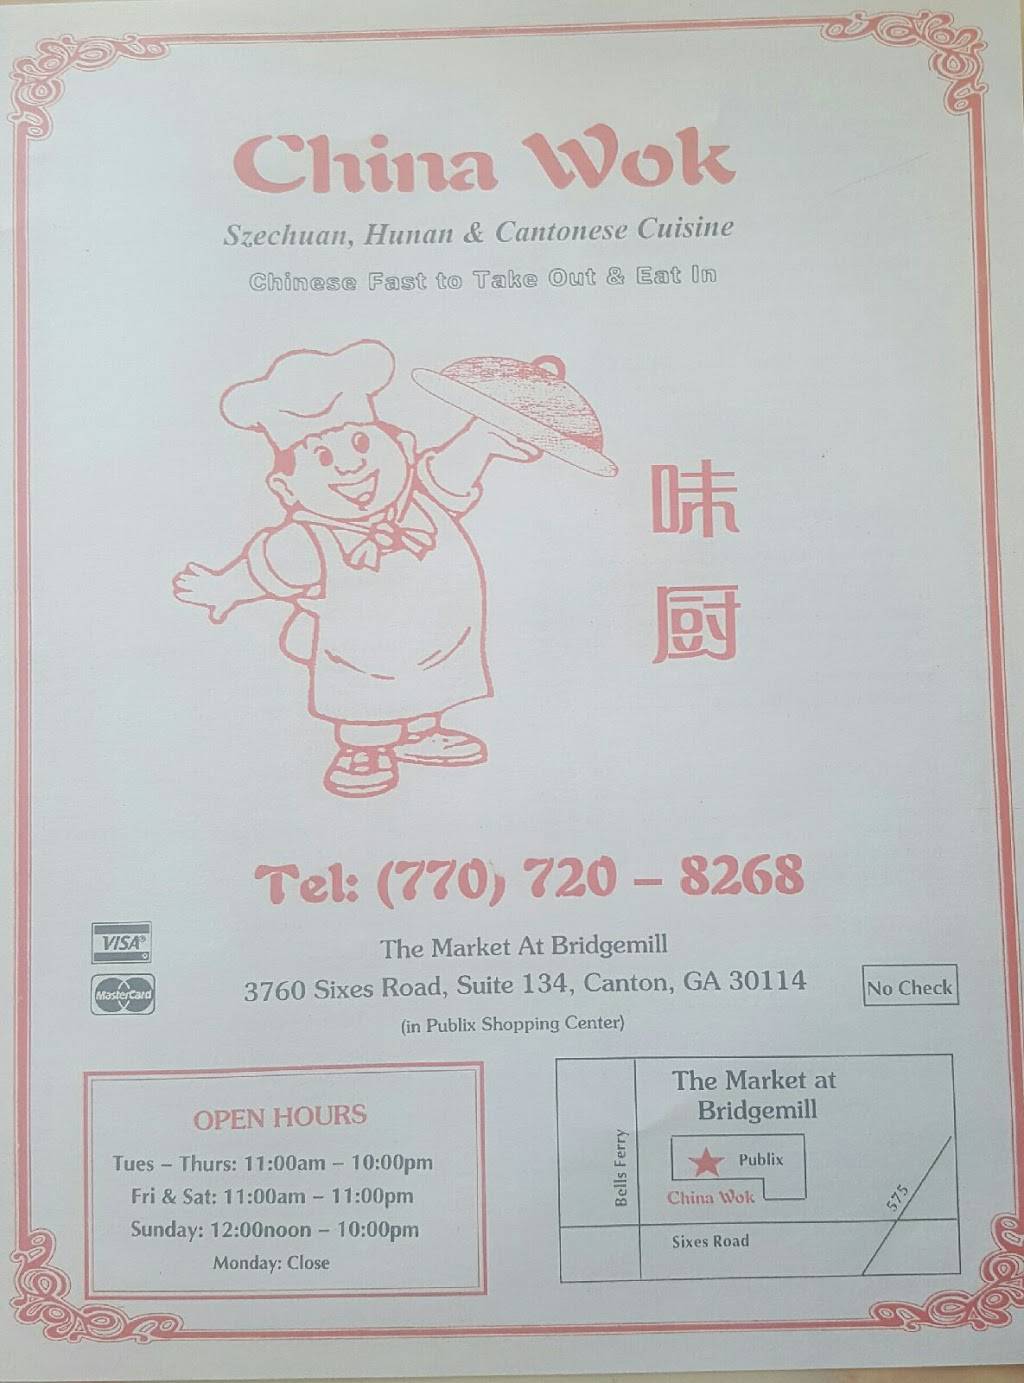 China Wok
Szechuan, Hunan & Cantonese Cuisine
Chinese Fast to Take Out & Eat In
味
厨
Tel: (770) 720 – 8268
VISA®
MasterCard
The Market At Bridgemill
3760 Sixes Road, Suite 134, Canton, GA 30114
(in Publix Shopping Center)
No Check
OPEN HOURS
Tues – Thurs: 11:00am – 10:00pm
Fri & Sat: 11:00am – 11:00pm
Sunday: 12:00noon – 10:00pm
Monday: Close
The Market at
Bridgemill
Bells Ferry
Publix
China Wok
575
Sixes Road